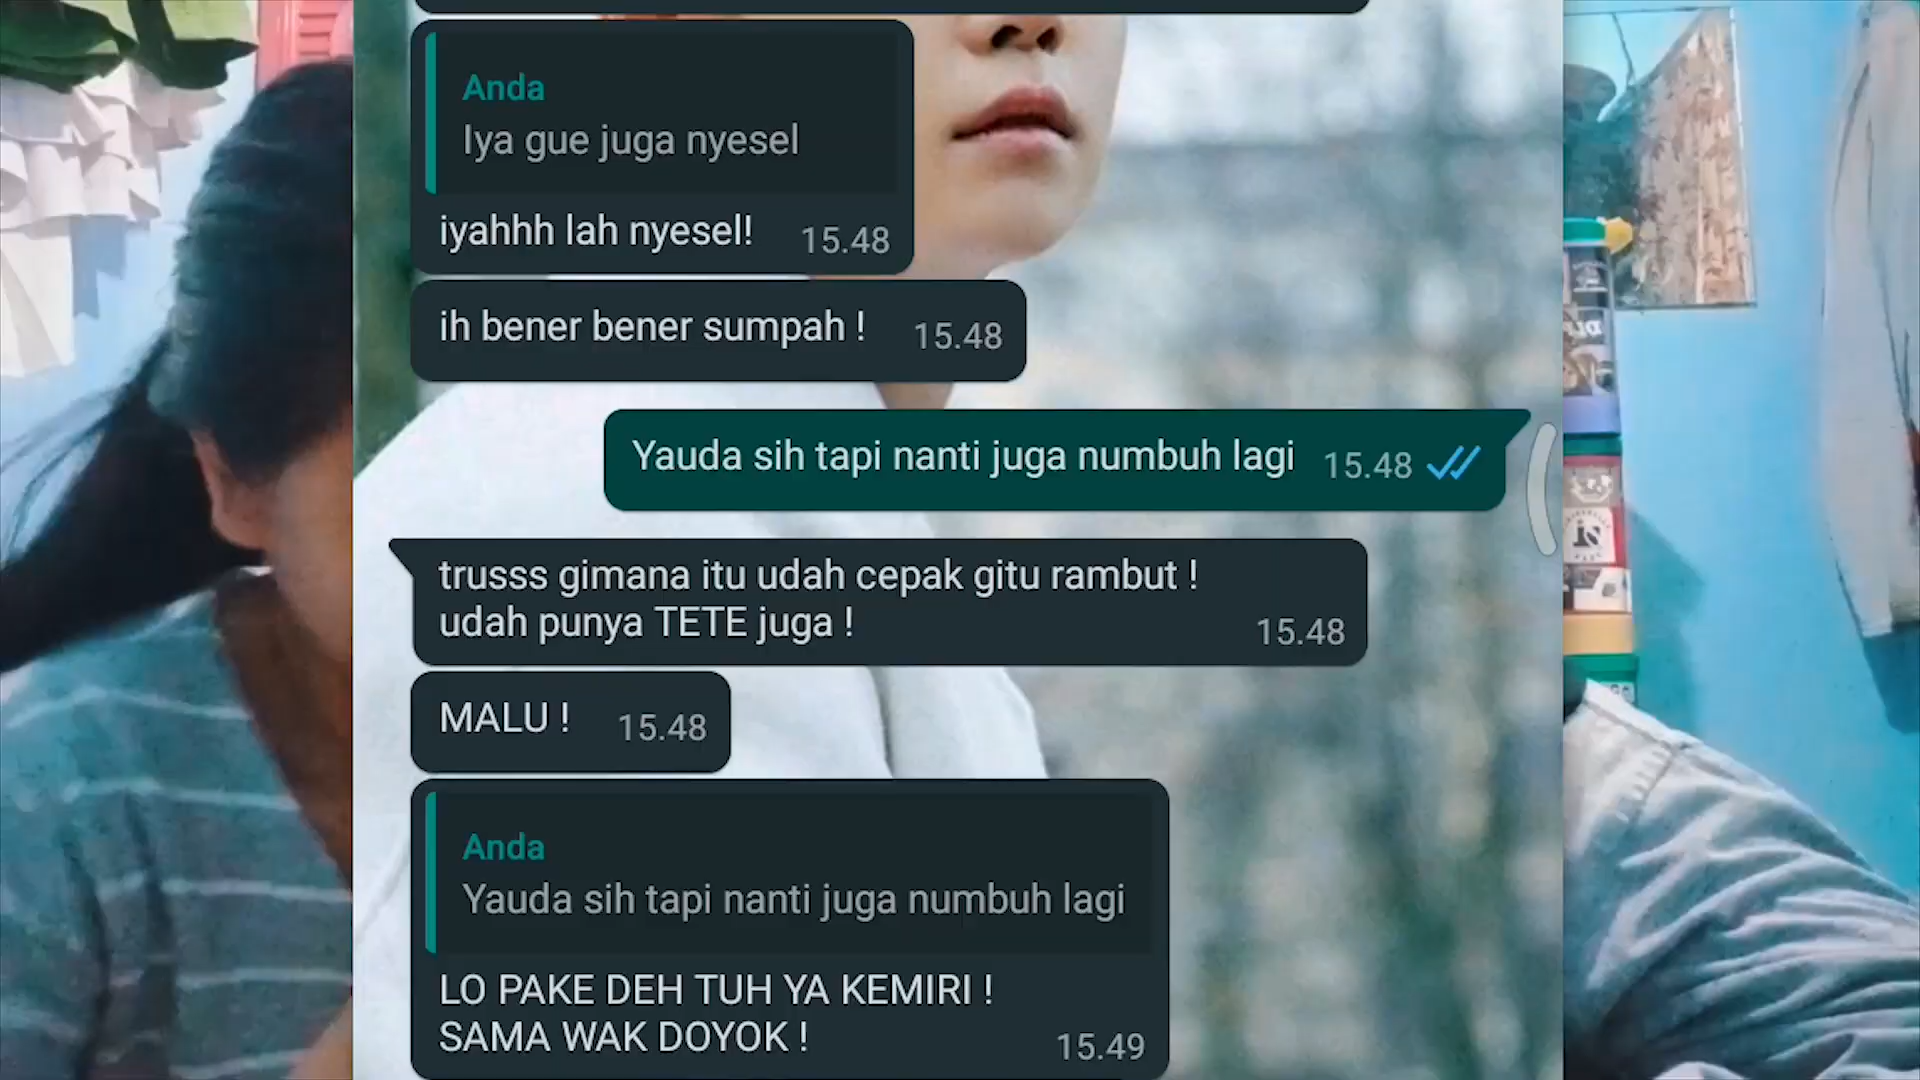 Anda
Iya gue juga nyesel
iyahhh lah nyesel! 15.48
ih bener bener sumpah ! 15.48
Yauda sih tapi nanti juga numbuh lagi 15.48
trusss gimana itu udah cepak gitu rambut !
udah punya TETE juga ! 15.48
MALU ! 15.48
Anda
Yauda sih tapi nanti juga numbuh lagi
LO PAKE DEH TUH YA KEMIRI !
SAMA WAK DOYOK ! 15.49